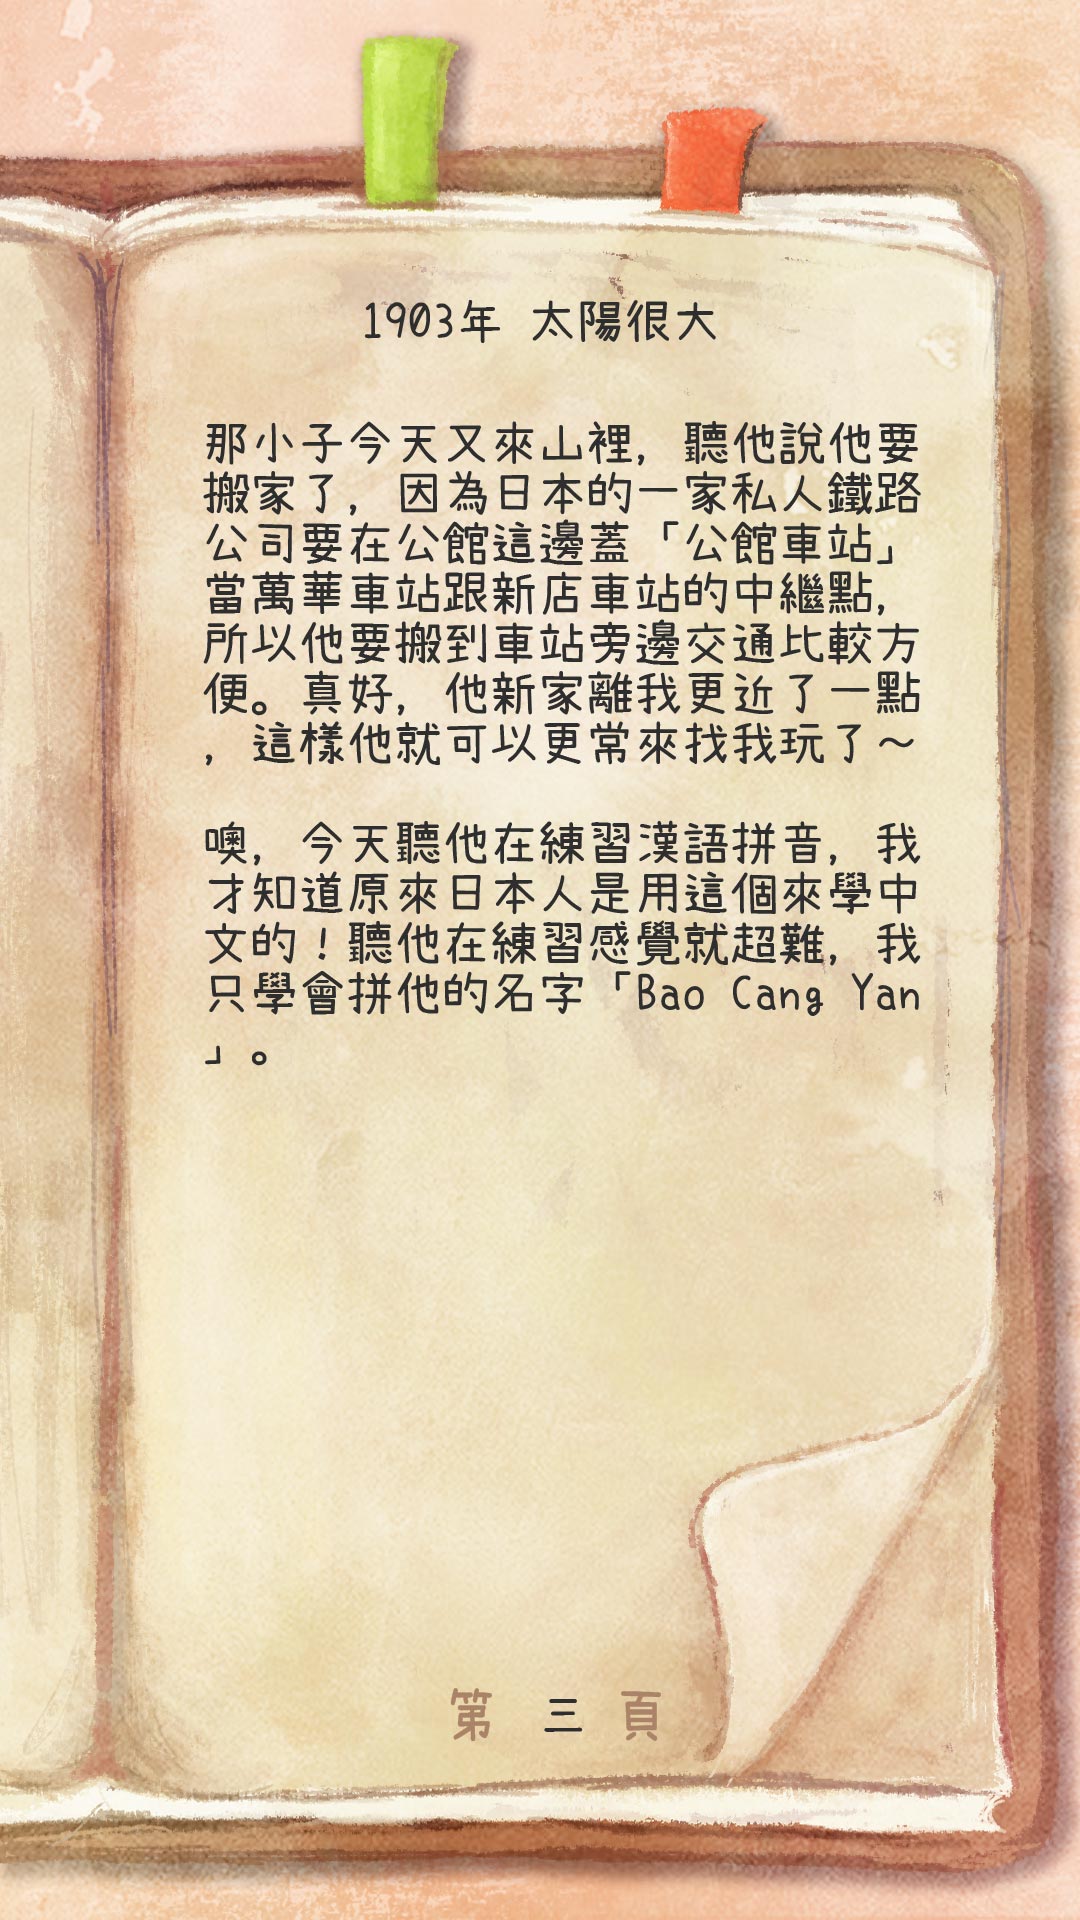 1903年 太陽很大
那小子今天又來山裡，聽他說他要
搬家了，因為日本的一家私人鐵路
公司要在公館這邊蓋「公館車站」
當萬華車站跟新店車站的中繼點，
所以他要搬到車站旁邊交通比較方
便。真好，他新家離我更近了一點
，這樣他就可以更常來找我玩了～
噢，今天聽他在練習漢語拼音，我
才知道原來日本人是用這個來學中
文的！聽他在練習感覺就超難，我
只學會拼他的名字「Bao Cang Yan
」。
第 三 頁